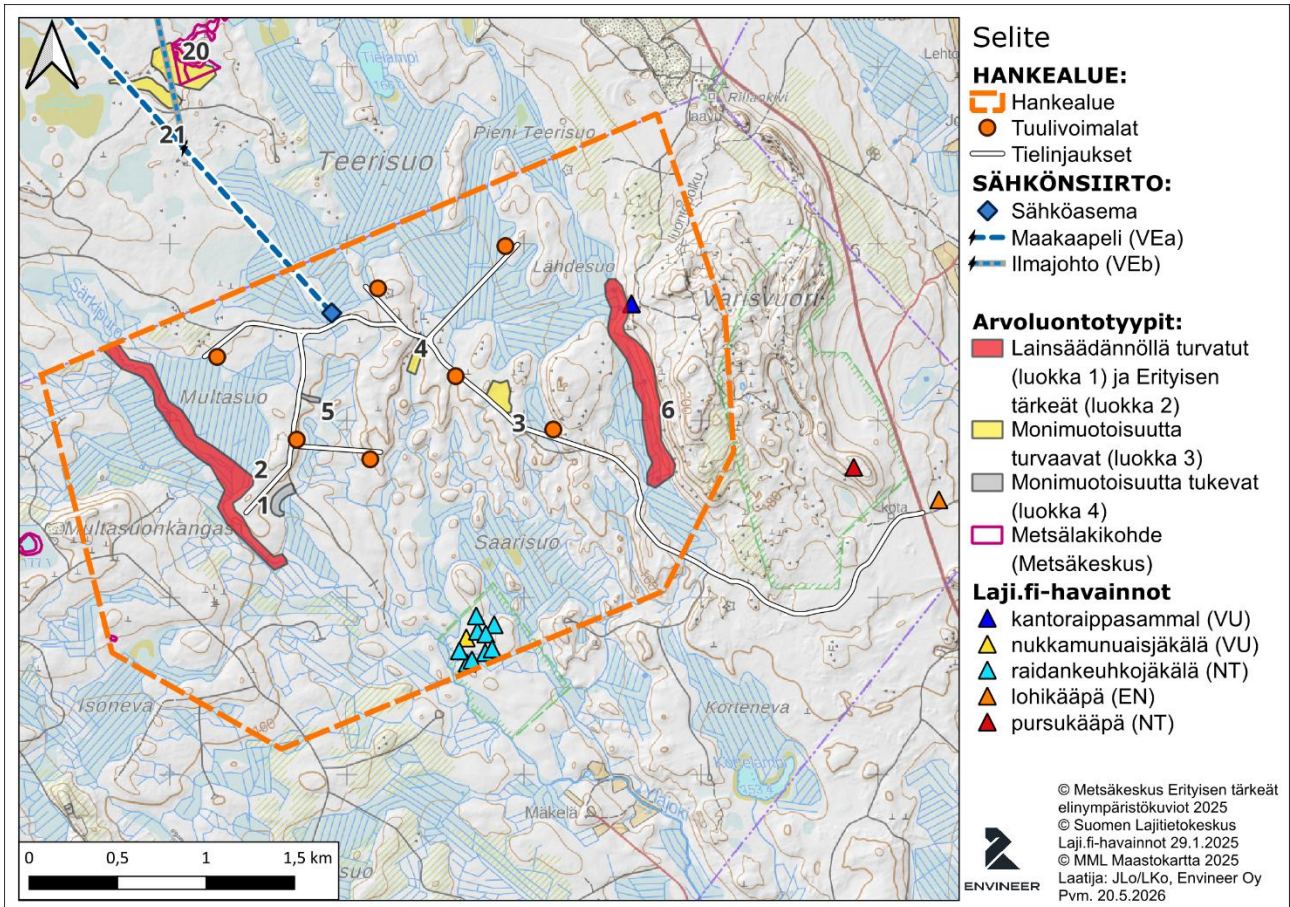 20
Tielampi
21
Pieni Teerisuo
Teerisuo
Rillankivi
laavu
luontopolku
Lähdesuo
Varisvuori
Särkipuro
4
Multasuo
5
3
6
2
1
kota
Multasuonkangas
Saarisuo
Isoneva
Korteneva
Mäkelä
0 0,5 1 1,5 km
Selite
HANKEALUE:
Hankealue
Tuulivoimalat
Tielinjaukset
SÄHKÖNSIIRTO:
Sähköasema
Maakaapeli (VEa)
Ilmajohto (VEb)
Arvoluontotyypit:
Lainsäädännöllä turvatut
(luokka 1) ja Erityisen
tärkeät (luokka 2)
Monimuotoisuutta
turvaavat (luokka 3)
Monimuotoisuutta tukevat
(luokka 4)
Metsälakikohde
(Metsäkeskus)
Laji.fi-havainnot
kantoraippasammal (VU)
nukkamunuaisjäkälä (VU)
raidankeuhkojäkälä (NT)
lohikääpä (EN)
pursukääpä (NT)
© Metsäkeskus Erityisen tärkeät
elinympäristökuviot 2025
© Suomen Lajitietokeskus
Laji.fi-havainnot 29.1.2025
© MML Maastokartta 2025
Laatija: JLo/LKo, Envineer Oy
Pvm. 20.5.2026
ENVINEER